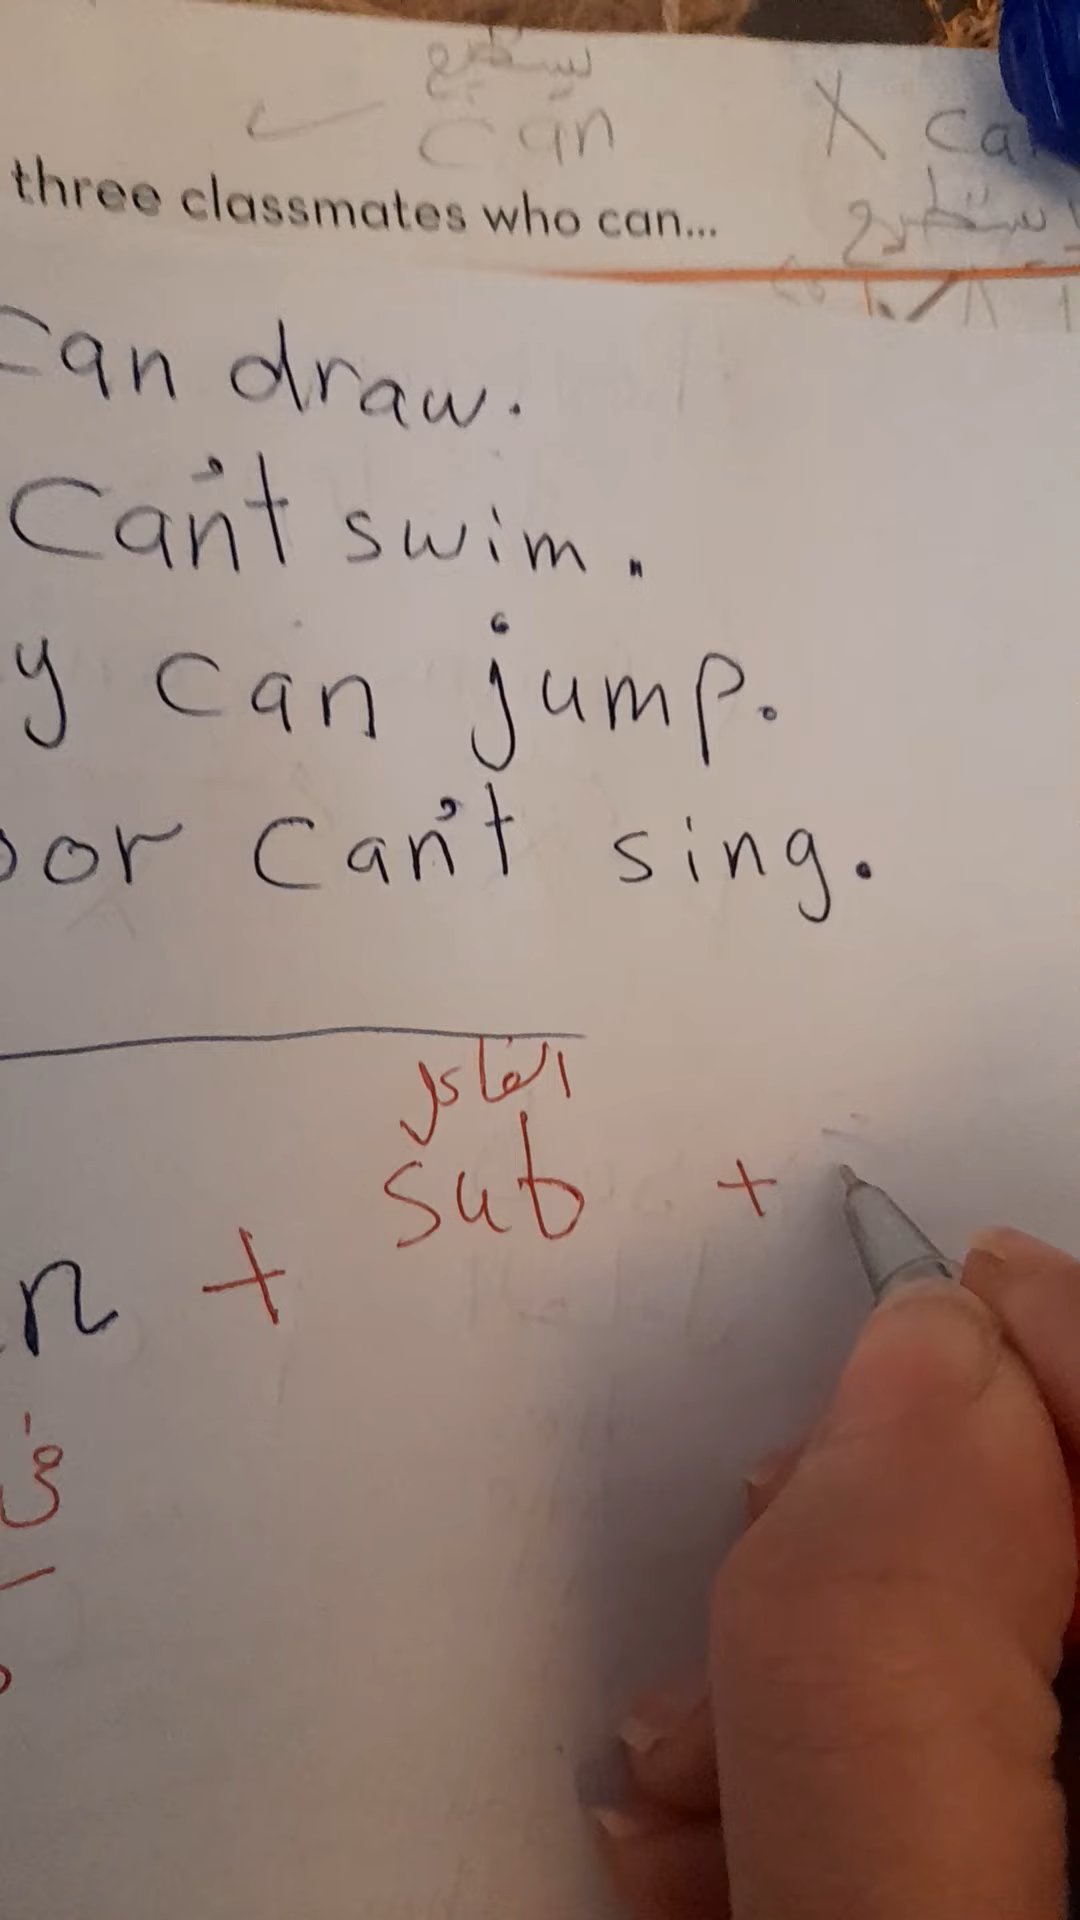 يستطيع
can X
three classmates who can...
can draw.
can't swim.
y can jump.
or can't sing.
الفاعل
n + sub +